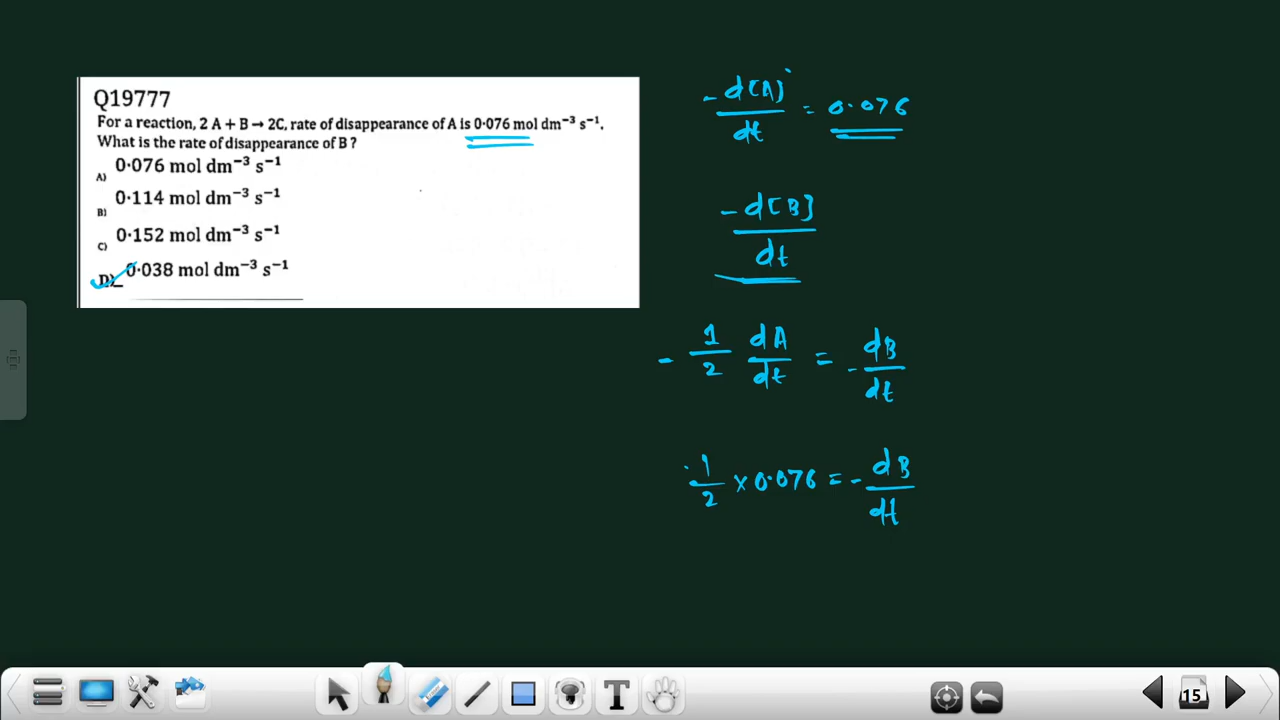 Q19777
For a reaction, 2 A + B → 2C, rate of disappearance of A is 0·076 mol dm⁻³ s⁻¹.
What is the rate of disappearance of B ?
A) 0·076 mol dm⁻³ s⁻¹
B) 0·114 mol dm⁻³ s⁻¹
C) 0·152 mol dm⁻³ s⁻¹
D) 0·038 mol dm⁻³ s⁻¹
- d[A]/dt = 0.076
- d[B]/dt
- 1/2 dA/dt = - dB/dt
1/2 × 0.076 = - dB/dt
T
15